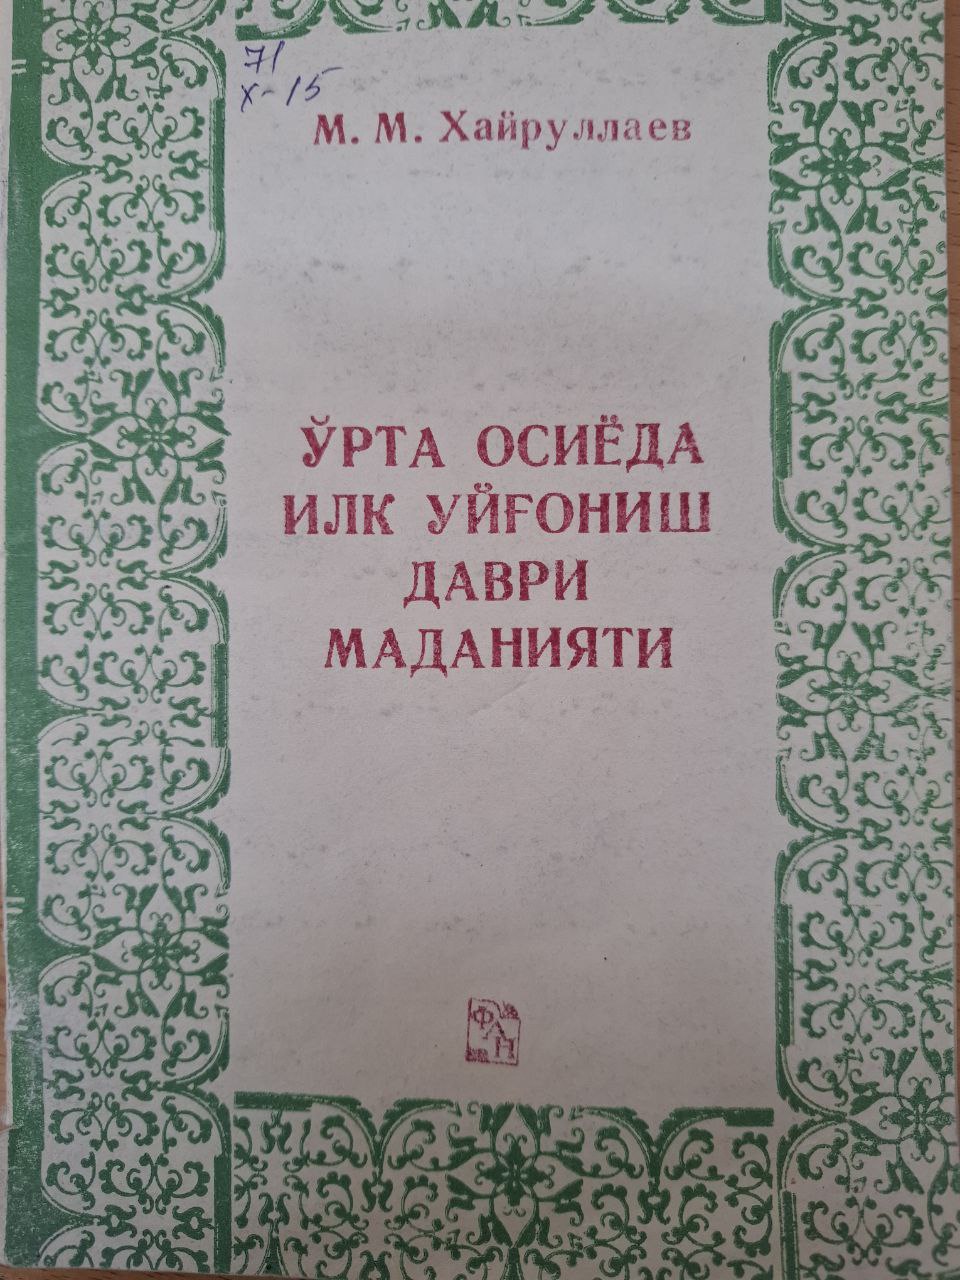 71
Х-15
М. М. Хайруллаев
ЎРТА ОСИЁДА
ИЛК УЙҒОНИШ
ДАВРИ
МАДАНИЯТИ
ФАН